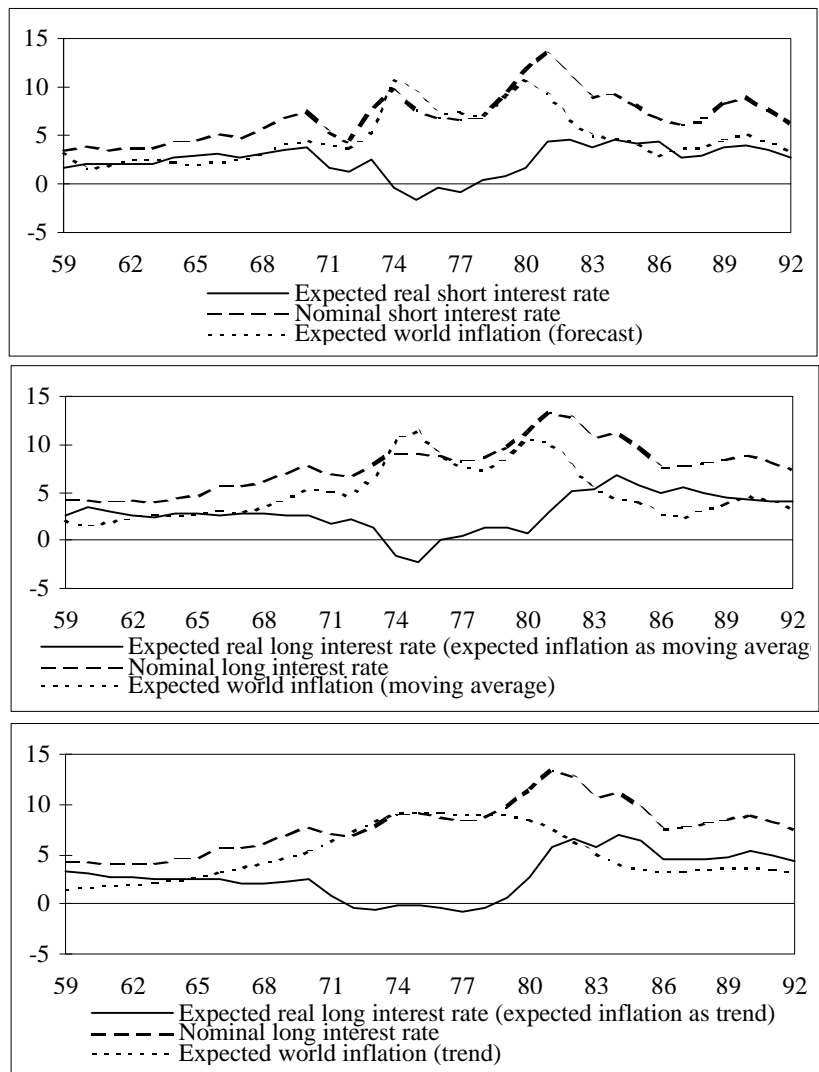 15
10
5
0
-5
59 62 65 68 71 74 77 80 83 86 89 92
Expected real short interest rate
Nominal short interest rate
Expected world inflation (forecast)
15
10
5
0
-5
59 62 65 68 71 74 77 80 83 86 89 92
Expected real long interest rate (expected inflation as moving average
Nominal long interest rate
Expected world inflation (moving average)
15
10
5
0
-5
59 62 65 68 71 74 77 80 83 86 89 92
Expected real long interest rate (expected inflation as trend)
Nominal long interest rate
Expected world inflation (trend)